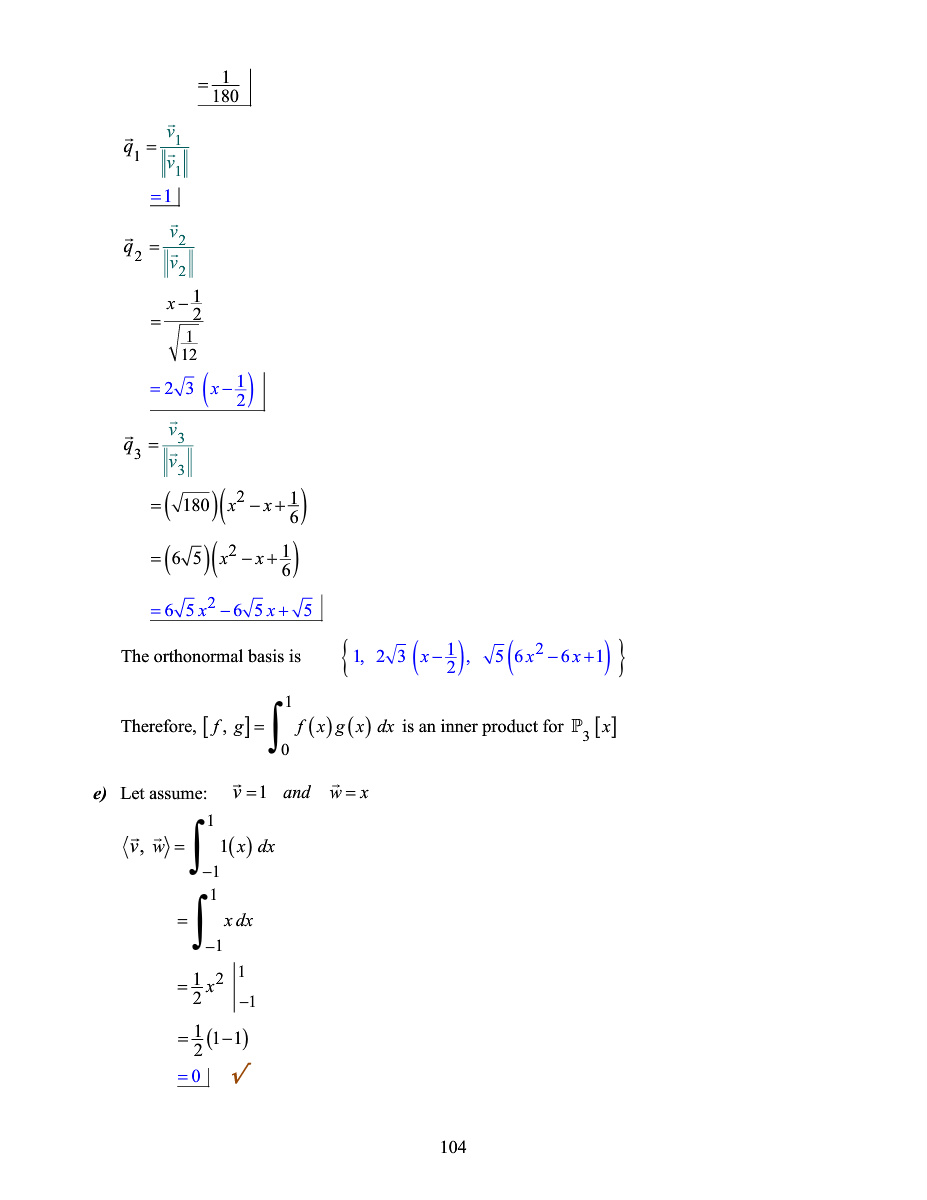 = 1/180
q⃗₁ = v⃗₁/‖v⃗₁‖
= 1
q⃗₂ = v⃗₂/‖v⃗₂‖
= (x − 1/2)/√(1/12)
= 2√3 (x − 1/2)
q⃗₃ = v⃗₃/‖v⃗₃‖
= (√180)(x² − x + 1/6)
= (6√5)(x² − x + 1/6)
= 6√5 x² − 6√5 x + √5
The orthonormal basis is {1, 2√3 (x − 1/2), √5(6x² − 6x + 1)}
Therefore, [f, g] = ∫₀¹ f(x)g(x) dx is an inner product for ℙ₃[x]
e) Let assume: v⃗ = 1 and w⃗ = x
⟨v⃗, w⃗⟩ = ∫₋₁¹ 1(x) dx
= ∫₋₁¹ x dx
= 1/2 x² |₋₁¹
= 1/2 (1 − 1)
= 0 √
104